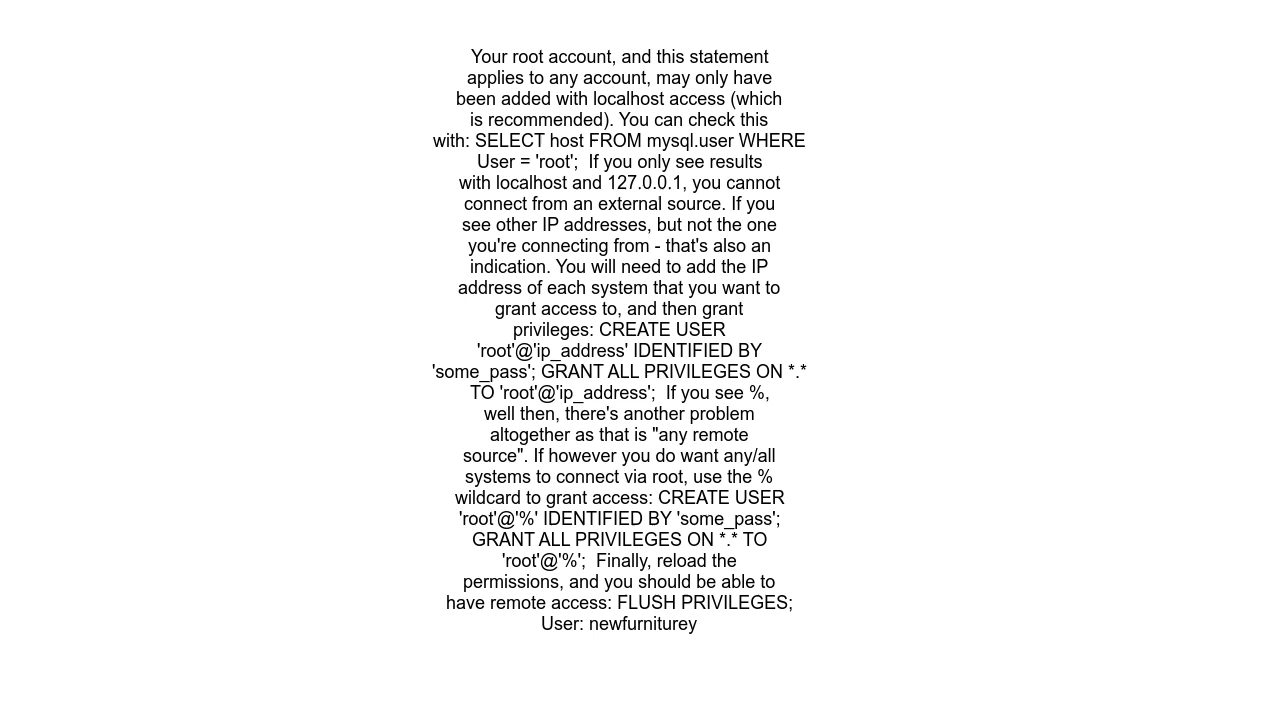 Your root account, and this statement
applies to any account, may only have
been added with localhost access (which
is recommended). You can check this
with: SELECT host FROM mysql.user WHERE
User = 'root';  If you only see results
with localhost and 127.0.0.1, you cannot
connect from an external source. If you
see other IP addresses, but not the one
you're connecting from - that's also an
indication. You will need to add the IP
address of each system that you want to
grant access to, and then grant
privileges: CREATE USER
'root'@'ip_address' IDENTIFIED BY
'some_pass'; GRANT ALL PRIVILEGES ON *.*
TO 'root'@'ip_address';  If you see %,
well then, there's another problem
altogether as that is "any remote
source". If however you do want any/all
systems to connect via root, use the %
wildcard to grant access: CREATE USER
'root'@'%' IDENTIFIED BY 'some_pass';
GRANT ALL PRIVILEGES ON *.* TO
'root'@'%';  Finally, reload the
permissions, and you should be able to
have remote access: FLUSH PRIVILEGES;
User: newfurniturey